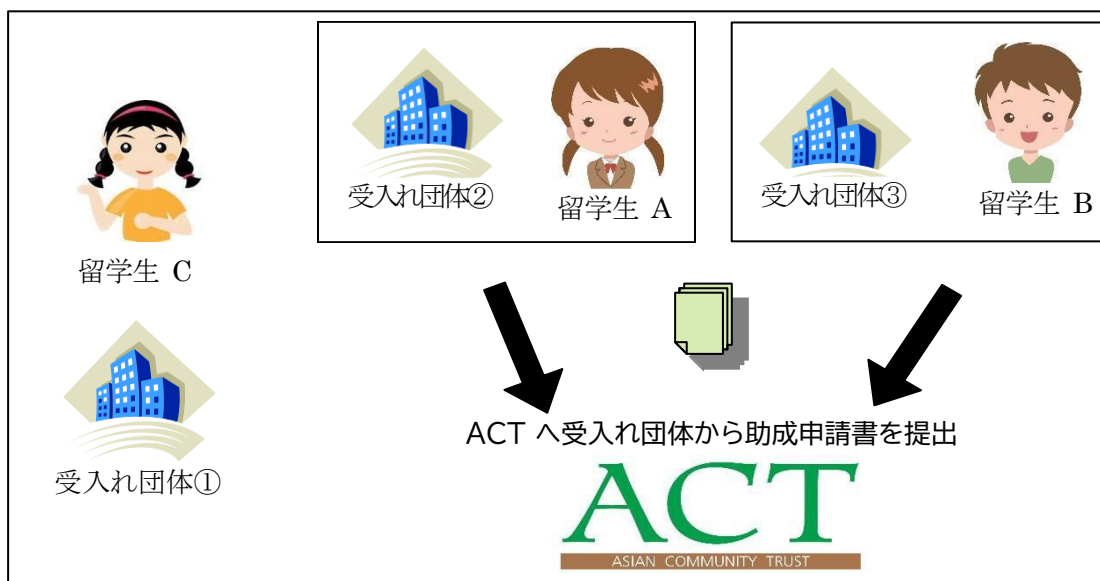 受入れ団体②
留学生 A
受入れ団体③
留学生 B
留学生 C
受入れ団体①
ACT へ受入れ団体から助成申請書を提出
ACT
ASIAN COMMUNITY TRUST